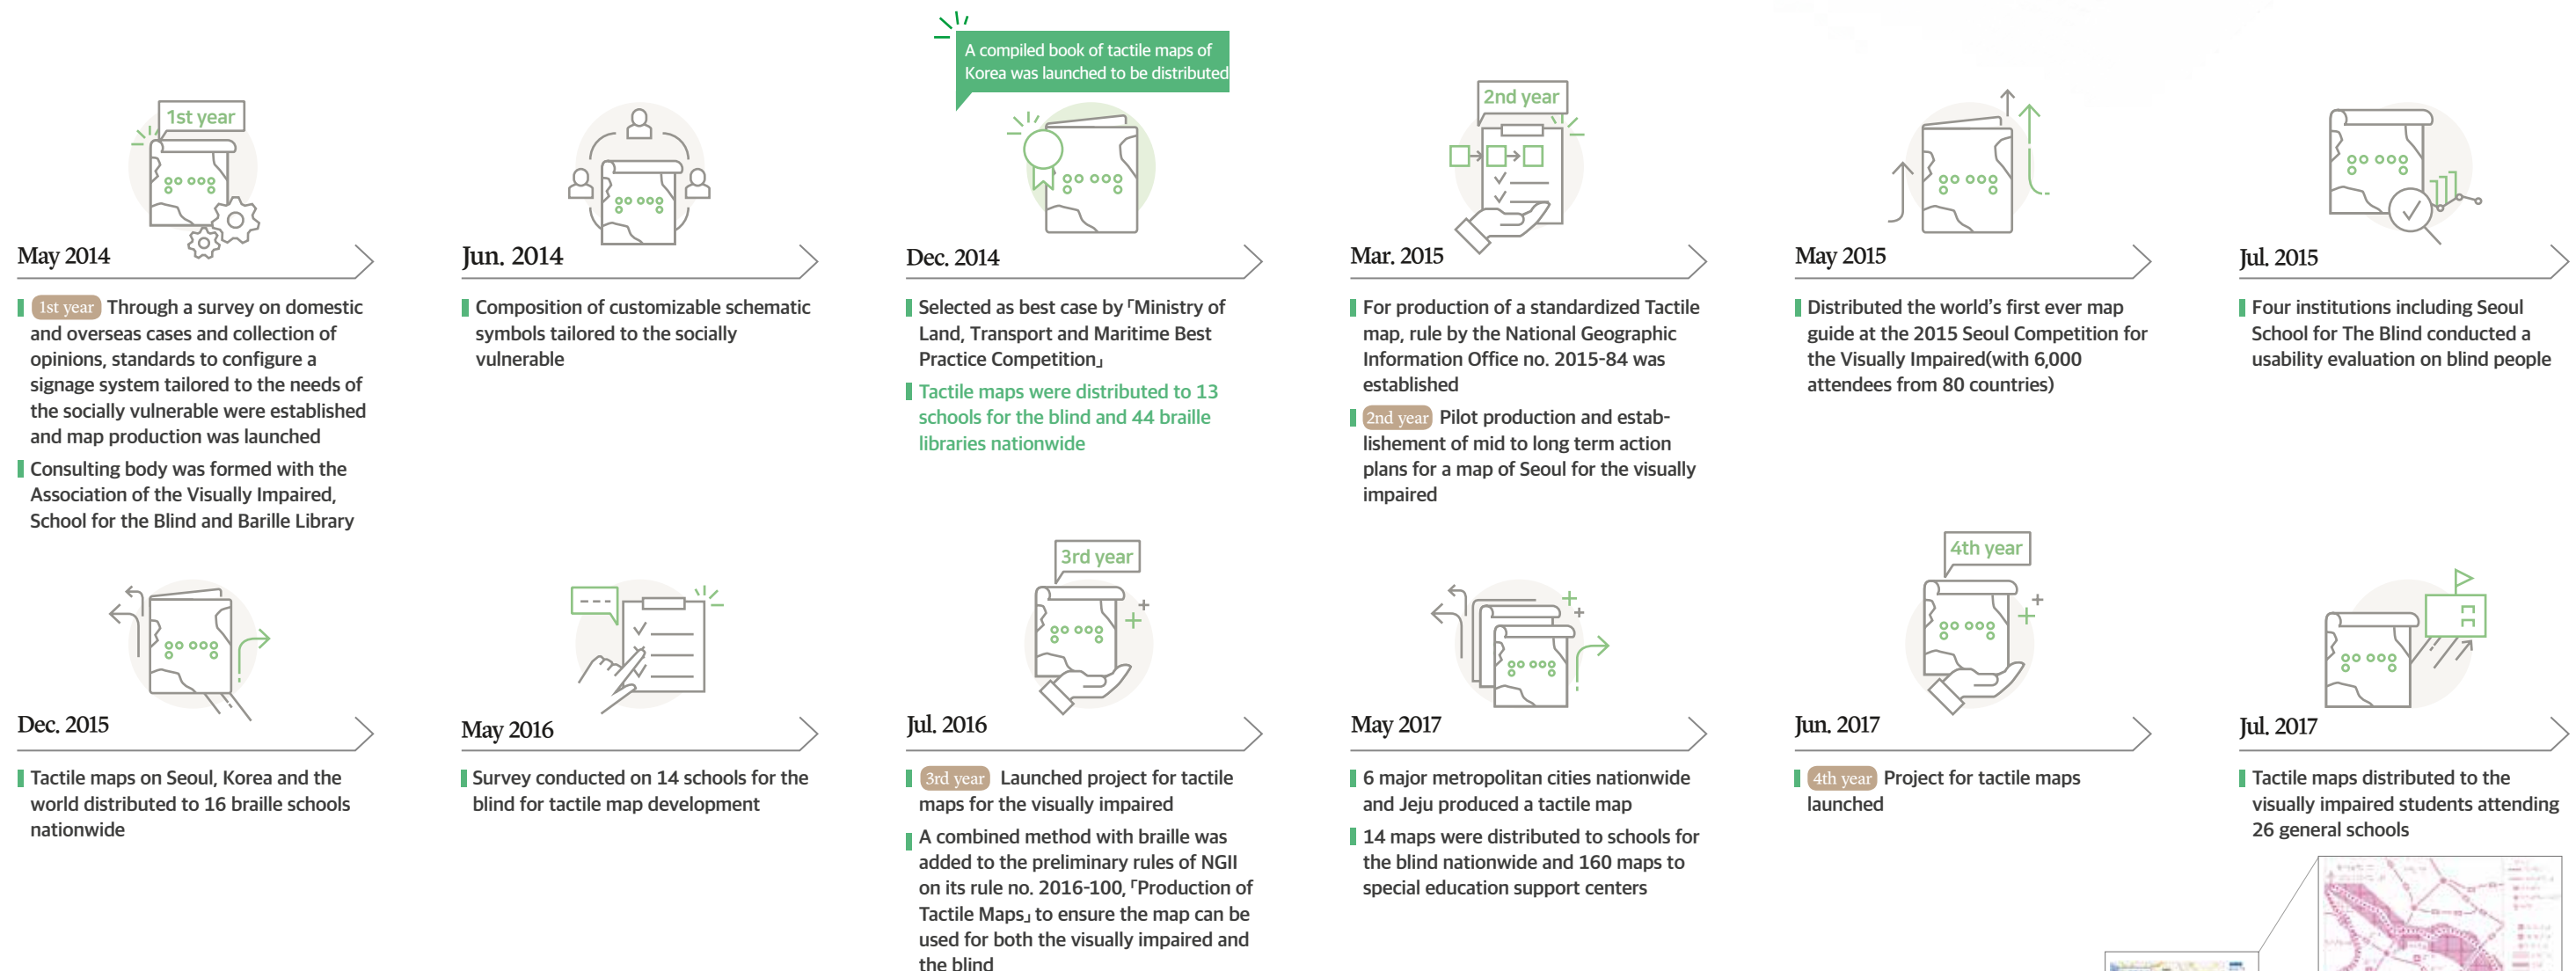 A compiled book of tactile maps of
Korea was launched to be distributed
1st year
May 2014
1st year Through a survey on domestic
and overseas cases and collection of
opinions, standards to configure a
signage system tailored to the needs of
the socially vulnerable were established
and map production was launched
Consulting body was formed with the
Association of the Visually Impaired,
School for the Blind and Barille Library
Jun. 2014
Composition of customizable schematic
symbols tailored to the socially
vulnerable
Dec. 2014
Selected as best case by 「Ministry of
Land, Transport and Maritime Best
Practice Competition」
Tactile maps were distributed to 13
schools for the blind and 44 braille
libraries nationwide
2nd year
Mar. 2015
For production of a standardized Tactile
map, rule by the National Geographic
Information Office no. 2015-84 was
established
2nd year Pilot production and estab-
lishement of mid to long term action
plans for a map of Seoul for the visually
impaired
May 2015
Distributed the world's first ever map
guide at the 2015 Seoul Competition for
the Visually Impaired(with 6,000
attendees from 80 countries)
Jul. 2015
Four institutions including Seoul
School for The Blind conducted a
usability evaluation on blind people
Dec. 2015
Tactile maps on Seoul, Korea and the
world distributed to 16 braille schools
nationwide
May 2016
Survey conducted on 14 schools for the
blind for tactile map development
3rd year
Jul. 2016
3rd year Launched project for tactile
maps for the visually impaired
A combined method with braille was
added to the preliminary rules of NGII
on its rule no. 2016-100, 「Production of
Tactile Maps」 to ensure the map can be
used for both the visually impaired and
the blind
May 2017
6 major metropolitan cities nationwide
and Jeju produced a tactile map
14 maps were distributed to schools for
the blind nationwide and 160 maps to
special education support centers
4th year
Jun. 2017
4th year Project for tactile maps
launched
Jul. 2017
Tactile maps distributed to the
visually impaired students attending
26 general schools